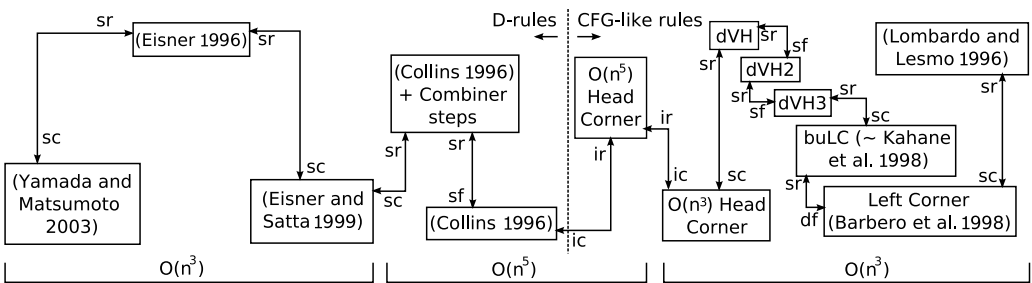 sr
(Eisner 1996)
sr
sc
(Yamada and
Matsumoto
2003)
sc
(Eisner and
Satta 1999)
O(n³)
D-rules
CFG-like rules
(Collins 1996)
+ Combiner
steps
sr
sr
sc
sf
(Collins 1996)
ic
O(n⁵)
O(n⁵)
Head
Corner
ir
ir
ic
O(n³) Head
Corner
sc
sr
dVH
sr
sf
dVH2
sr
sf
dVH3
sr
sc
buLC (~ Kahane
et al. 1998)
sr
df
Left Corner
(Barbero et al. 1998)
(Lombardo and
Lesmo 1996)
sr
sc
O(n³)